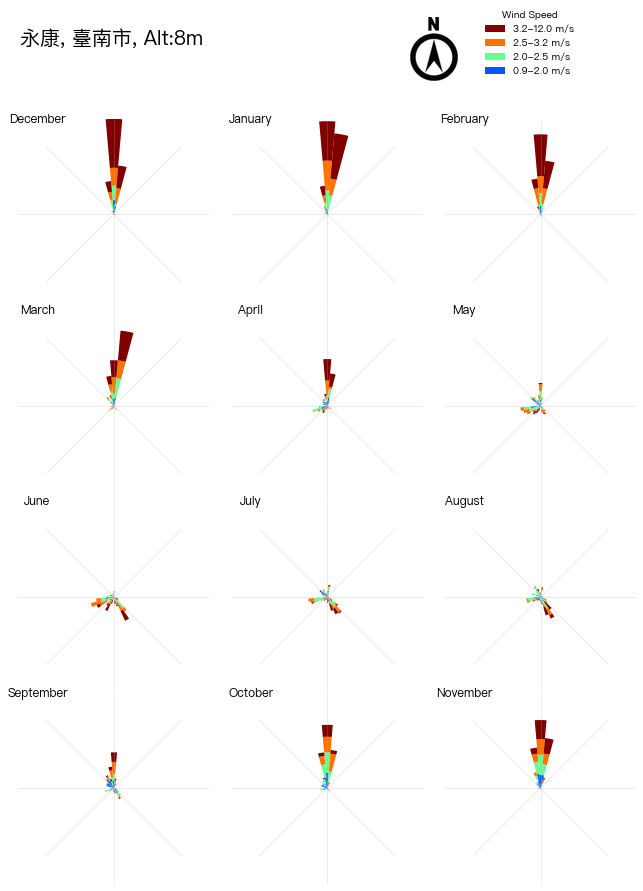 永康, 臺南市, Alt:8m
N
Wind Speed
3.2–12.0 m/s
2.5–3.2 m/s
2.0–2.5 m/s
0.9–2.0 m/s
December
January
February
March
April
May
June
July
August
September
October
November